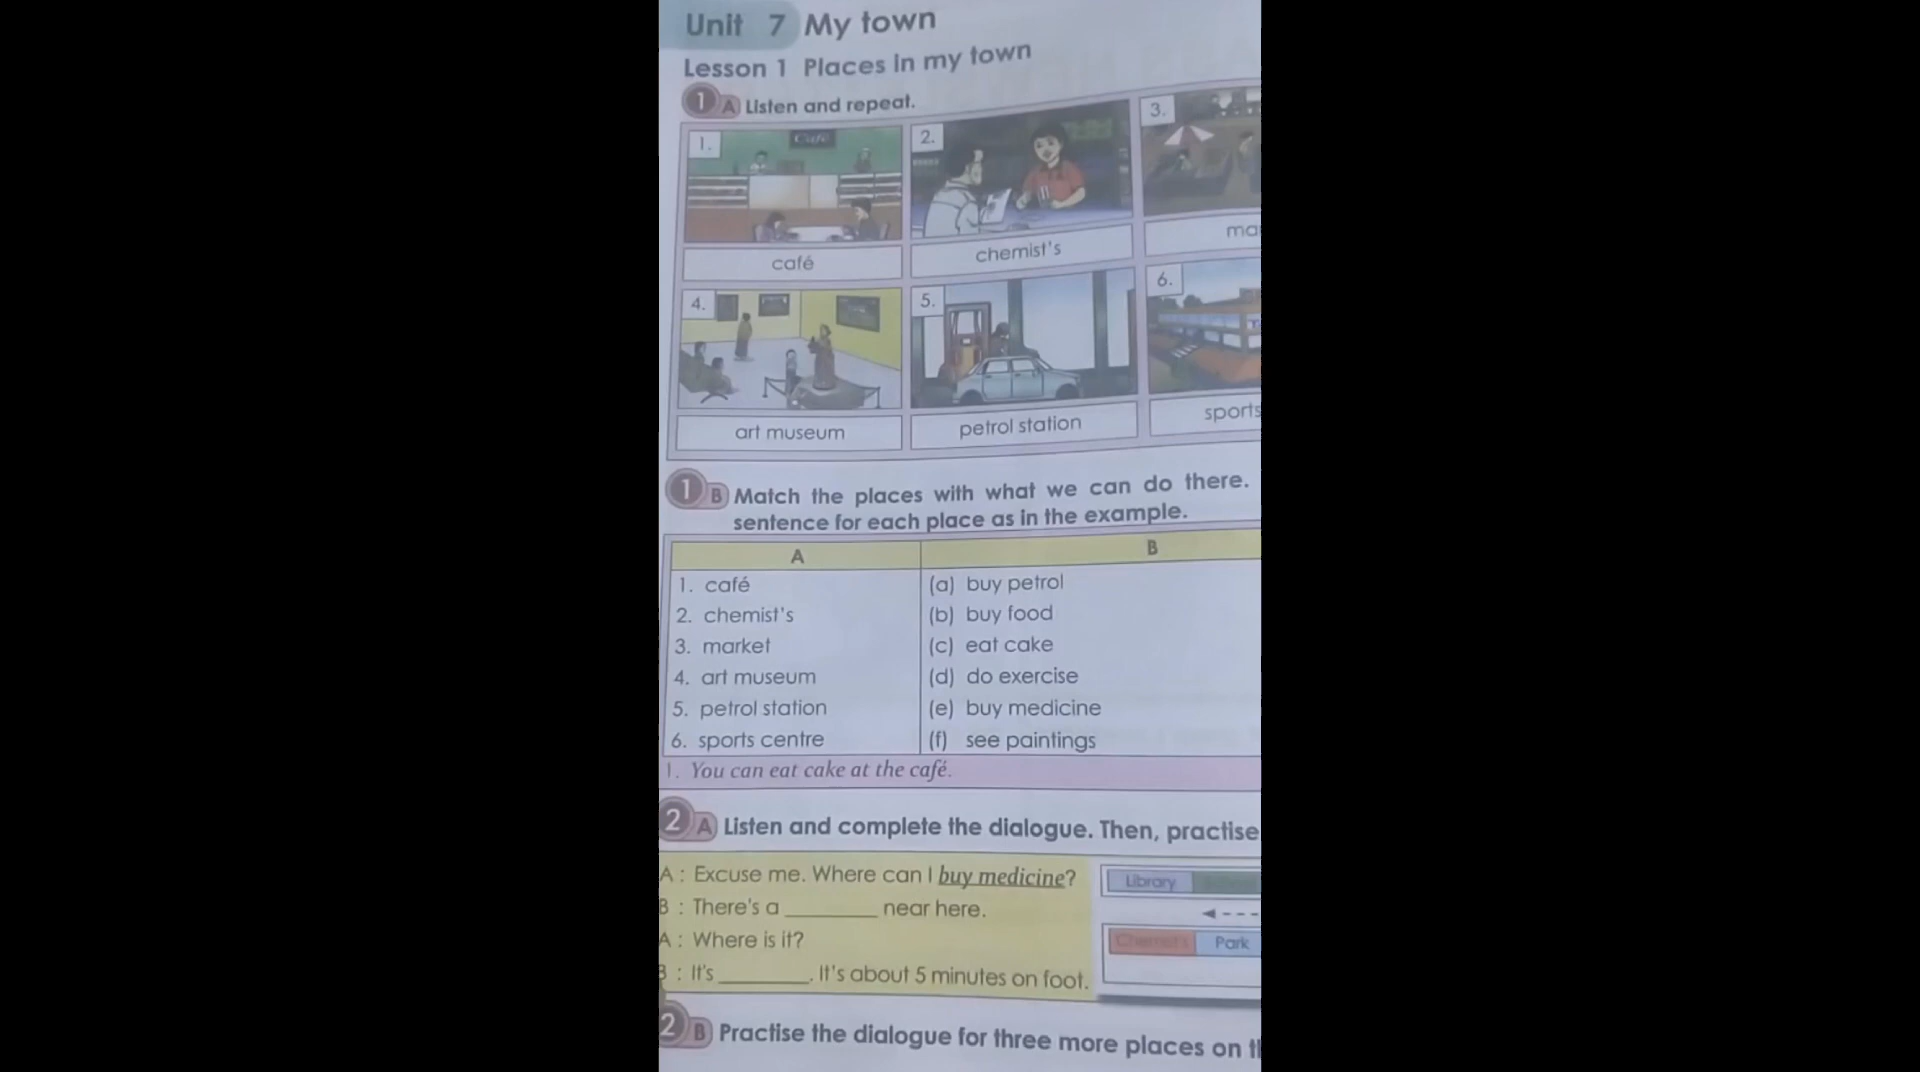 Unit 7 My town
Lesson 1 Places in my town
1 A Listen and repeat.
1. Café
2.
3.
café
chemist's
ma
4.
5.
6.
art museum
petrol station
sports
1 B Match the places with what we can do there.
sentence for each place as in the example.
A B
1. café (a) buy petrol
2. chemist's (b) buy food
3. market (c) eat cake
4. art museum (d) do exercise
5. petrol station (e) buy medicine
6. sports centre (f) see paintings
1. You can eat cake at the café.
2 A Listen and complete the dialogue. Then, practise
A : Excuse me. Where can I buy medicine?
B : There's a ________ near here.
A : Where is it?
B : It's ________. It's about 5 minutes on foot.
Library
Chemist's Park
2 B Practise the dialogue for three more places on t